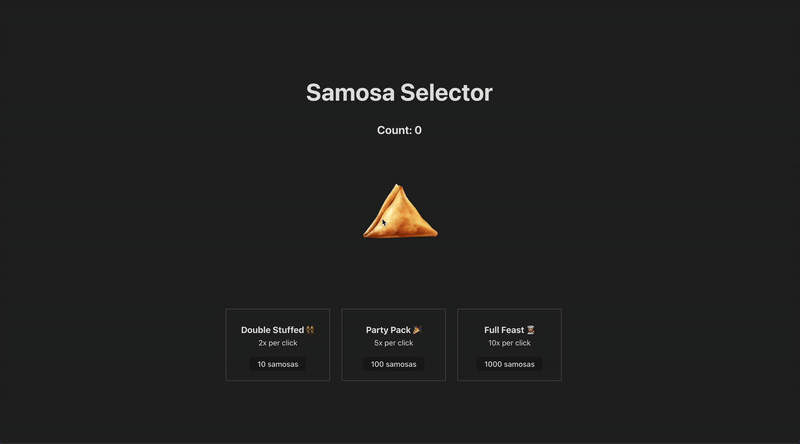 Samosa Selector
Count: 0
Double Stuffed 👯
2x per click
10 samosas
Party Pack 🎉
5x per click
100 samosas
Full Feast 👩🏽‍🍳
10x per click
1000 samosas